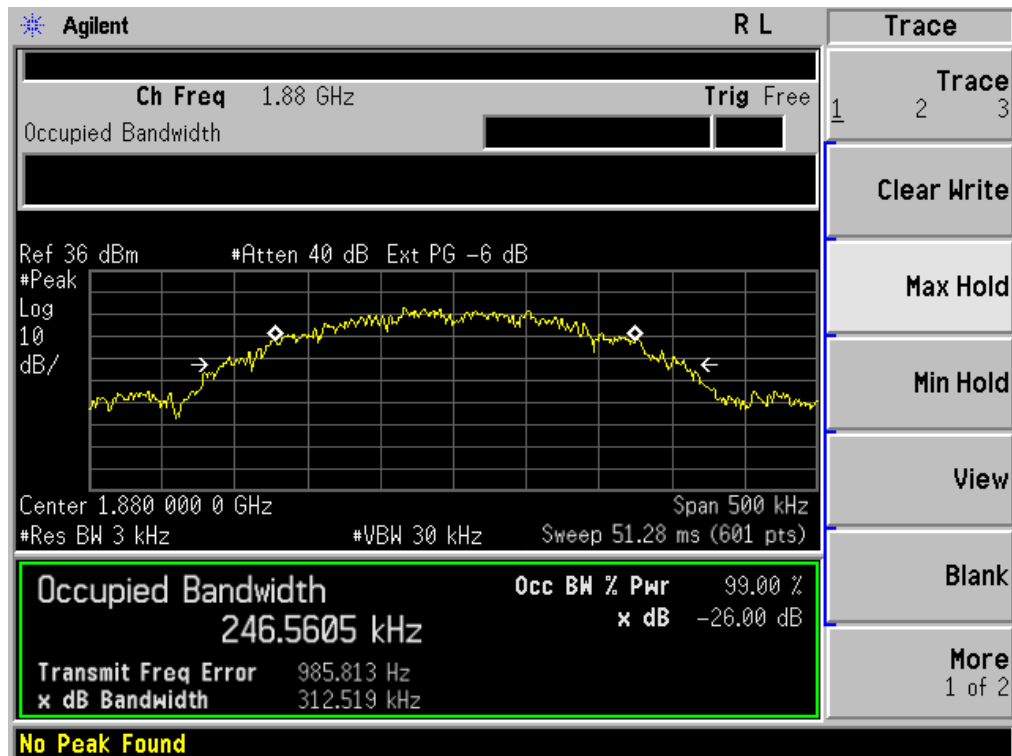 Agilent R L Trace
Ch Freq 1.88 GHz Trig Free
Occupied Bandwidth
Trace
1 2 3
Clear Write
Max Hold
Min Hold
View
Blank
More
1 of 2
Ref 36 dBm #Atten 40 dB Ext PG -6 dB
#Peak
Log
10
dB/
Center 1.880 000 0 GHz Span 500 kHz
#Res BW 3 kHz #VBW 30 kHz Sweep 51.28 ms (601 pts)
Occupied Bandwidth Occ BW % Pwr 99.00 %
246.5605 kHz x dB -26.00 dB
Transmit Freq Error 985.813 Hz
x dB Bandwidth 312.519 kHz
No Peak Found